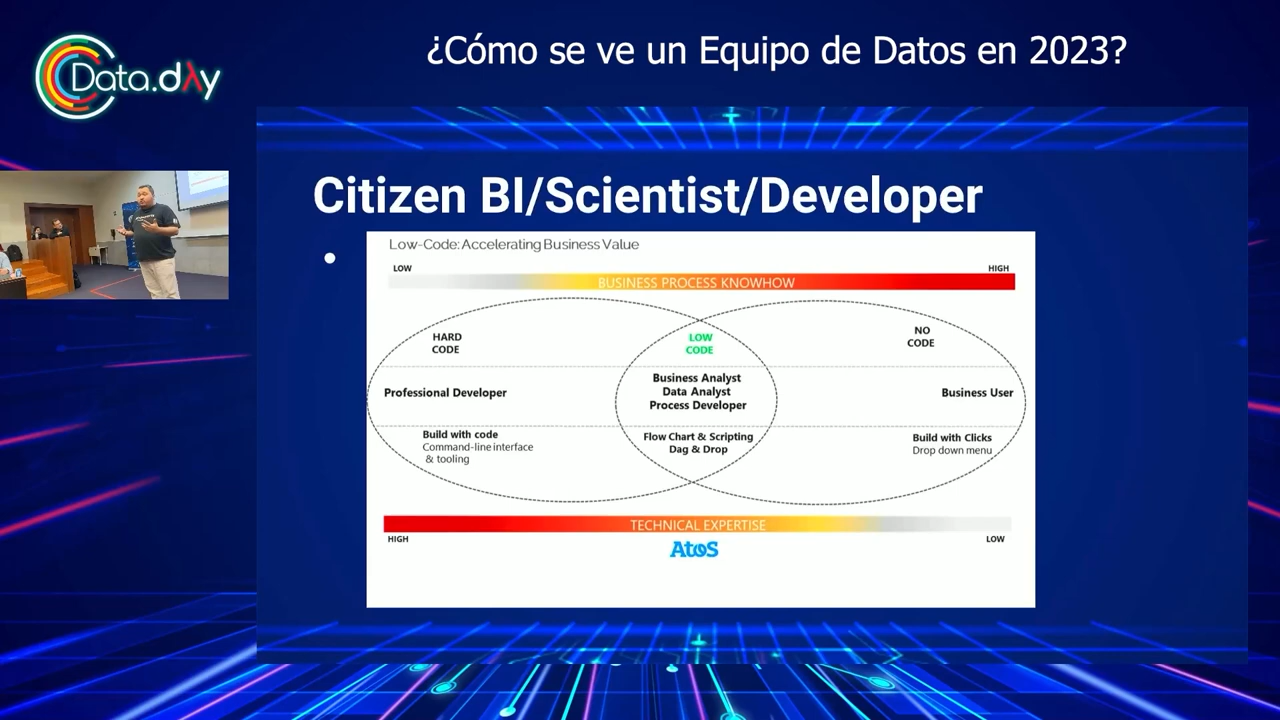 ¿Cómo se ve un Equipo de Datos en 2023?
Data.dλy
Citizen BI/Scientist/Developer
Low-Code: Accelerating Business Value
LOW
HIGH
BUSINESS PROCESS KNOWHOW
HARD
CODE
LOW
CODE
NO
CODE
Professional Developer
Business Analyst
Data Analyst
Process Developer
Business User
Build with code
Command-line interface
& tooling
Flow Chart & Scripting
Dag & Drop
Build with Clicks
Drop down menu
TECHNICAL EXPERTISE
HIGH
LOW
Atos